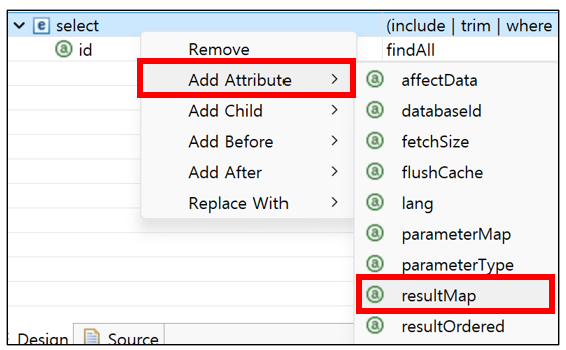 select (include | trim | where
id findAll
Remove
Add Attribute
Add Child
Add Before
Add After
Replace With
affectData
databaseId
fetchSize
flushCache
lang
parameterMap
parameterType
resultMap
resultOrdered
Design Source